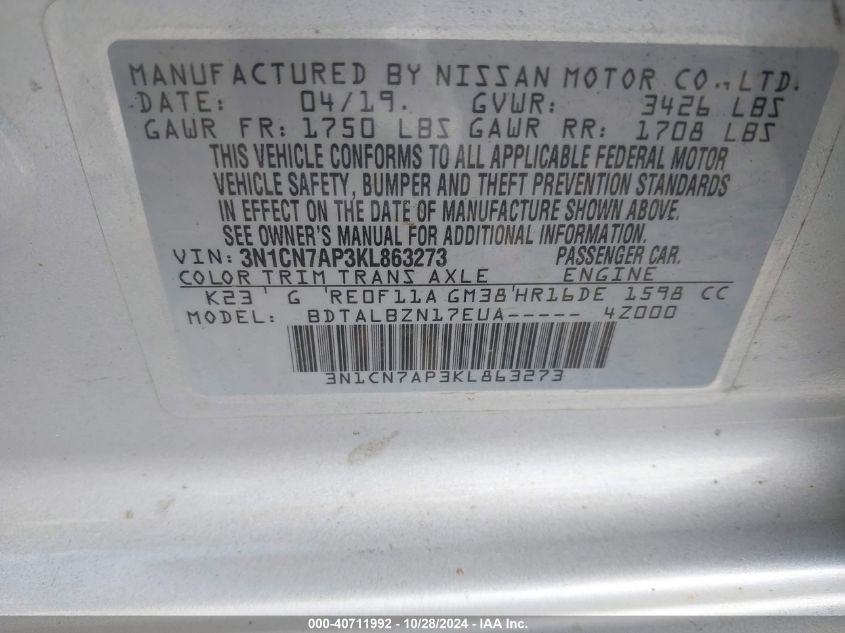 MANUFACTURED BY NISSAN MOTOR CO., LTD.
DATE: 04/19. GVWR: 3426 LBS
GAWR FR: 1750 LBS GAWR RR: 1708 LBS
THIS VEHICLE CONFORMS TO ALL APPLICABLE FEDERAL MOTOR
VEHICLE SAFETY, BUMPER AND THEFT PREVENTION STANDARDS
IN EFFECT ON THE DATE OF MANUFACTURE SHOWN ABOVE.
SEE OWNER'S MANUAL FOR ADDITIONAL INFORMATION.
VIN: 3N1CN7AP3KL863273 PASSENGER CAR.
COLOR TRIM TRANS AXLE ENGINE
K23 G RE0F11A GM38 HR16DE 1598 CC
MODEL: BDTALBZN17EUA----- 4Z000
3N1CN7AP3KL863273
000-40711992 - 10/28/2024 - IAA Inc.